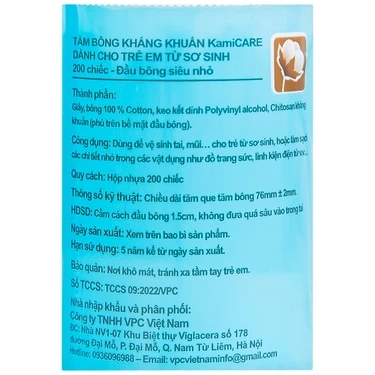 TĂM BÔNG KHÁNG KHUẨN KamiCARE
DÀNH CHO TRẺ EM TỪ SƠ SINH
200 chiếc - Đầu bông siêu nhỏ
Thành phần:
Giấy, bông 100% Cotton, keo kết dính Polyvinyl alcohol, Chitosan kháng
khuẩn (phủ trên bề mặt đầu bông).
Công dụng: Dùng để vệ sinh tai, mũi... cho trẻ từ sơ sinh, hoặc làm sạch
các chi tiết nhỏ trong các vật dụng như đồ trang sức, linh kiện điện tử v.v...
Quy cách: Hộp nhựa 200 chiếc
Thông số kỹ thuật: Chiều dài tăm que tăm bông 76mm ± 2mm.
HDSD: Cầm cách đầu bông 1.5cm, không đưa quá sâu vào trong tai
Ngày sản xuất: Xem trên bao bì sản phẩm.
Hạn sử dụng: 5 năm kể từ ngày sản xuất.
Bảo quản: Nơi khô mát, tránh xa tầm tay trẻ em.
Số TCCS: TCCS 09:2022/VPC
Nhà nhập khẩu và phân phối:
Công ty TNHH VPC Việt Nam
ĐC: Nhà NV1-07 Khu Biệt thự Viglacera số 178
đường Đại Mỗ, P. Đại Mỗ, Q. Nam Từ Liêm, Hà Nội
Hotline: 0936096988 - Email: vpcvietnaminfo@gmail.com